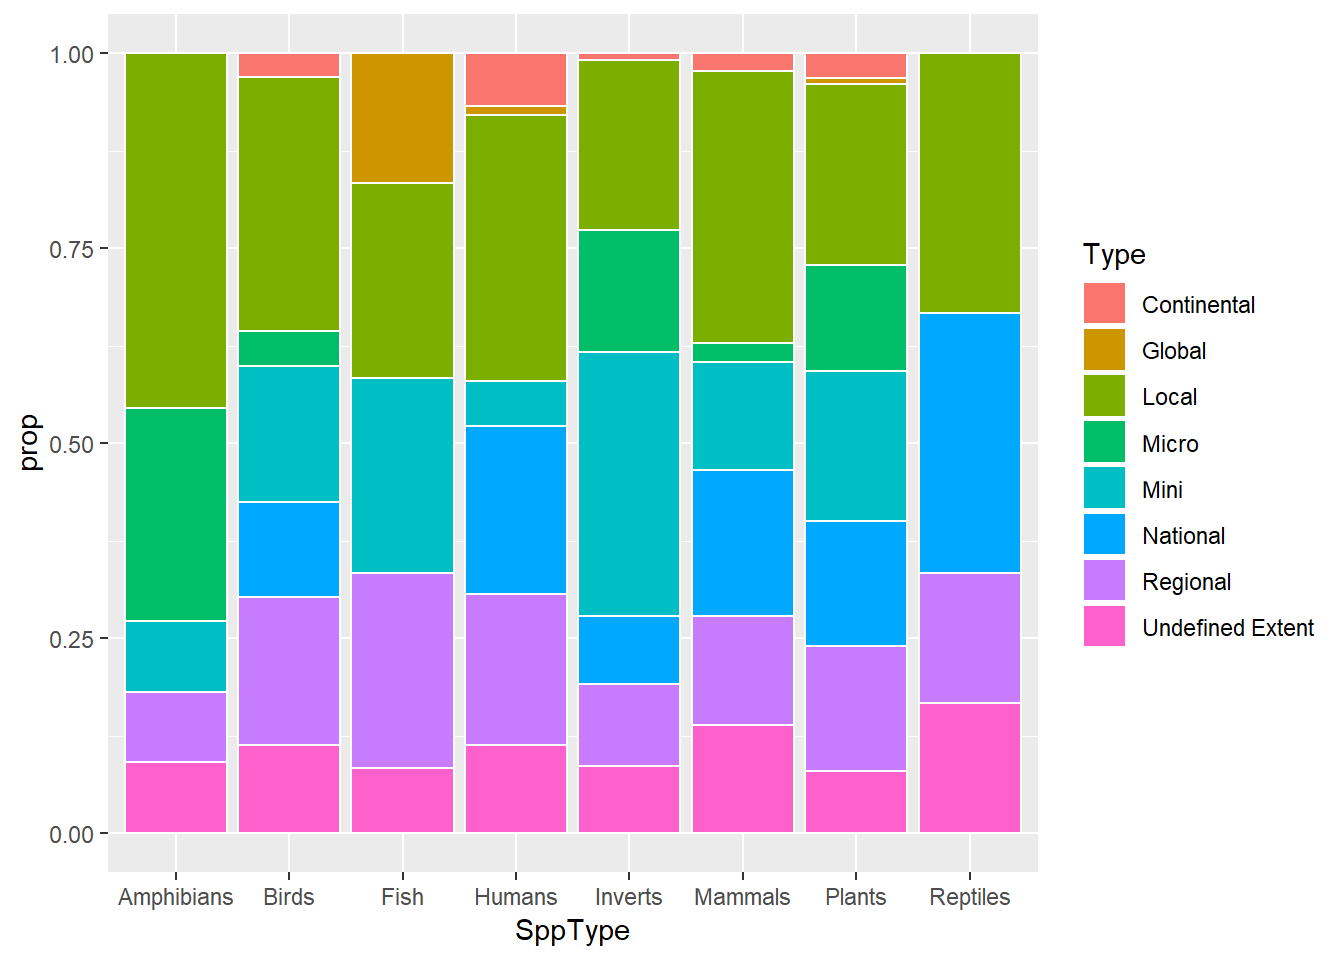 1.00
0.75
0.50
0.25
0.00
prop
Amphibians Birds Fish Humans Inverts Mammals Plants Reptiles
SppType
Type
Continental
Global
Local
Micro
Mini
National
Regional
Undefined Extent